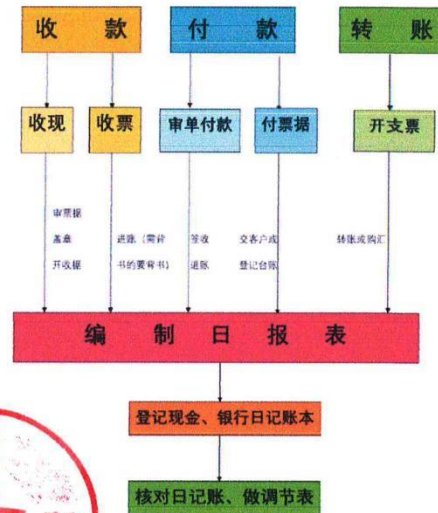 收 款
付 款
转 账
收现
收票
审单付款
付票据
开支票
审票据
盖章
开收据
进账（需背
书的要背书）
签收
进账
交客户或
登记台账
转账或购汇
编 制 日 报 表
登记现金、银行日记账本
核对日记账、做调节表